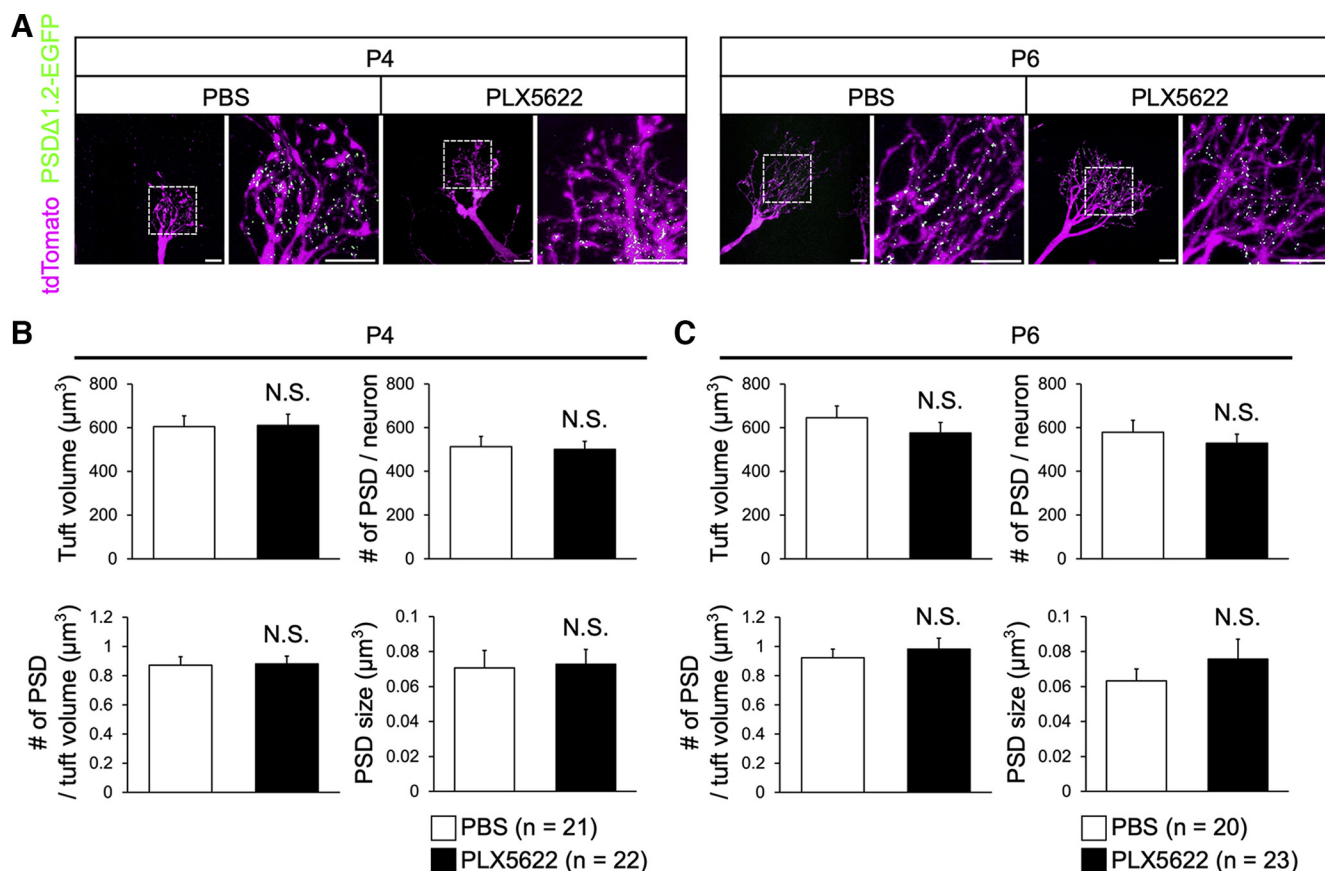 A
tdTomato PSDΔ1.2-EGFP
P4
PBS
PLX5622
P6
PBS
PLX5622
B
P4
Tuft volume (µm³)
800
600
400
200
0
N.S.
# of PSD / neuron
800
600
400
200
0
N.S.
# of PSD
/ tuft volume (µm³)
1.2
1
0.8
0.6
0.4
0.2
0
N.S.
PSD size (µm³)
0.1
0.08
0.06
0.04
0.02
0
N.S.
PBS (n = 21)
PLX5622 (n = 22)
C
P6
Tuft volume (µm³)
800
600
400
200
0
N.S.
# of PSD / neuron
800
600
400
200
0
N.S.
# of PSD
/ tuft volume (µm³)
1.2
1
0.8
0.6
0.4
0.2
0
N.S.
PSD size (µm³)
0.1
0.08
0.06
0.04
0.02
0
N.S.
PBS (n = 20)
PLX5622 (n = 23)